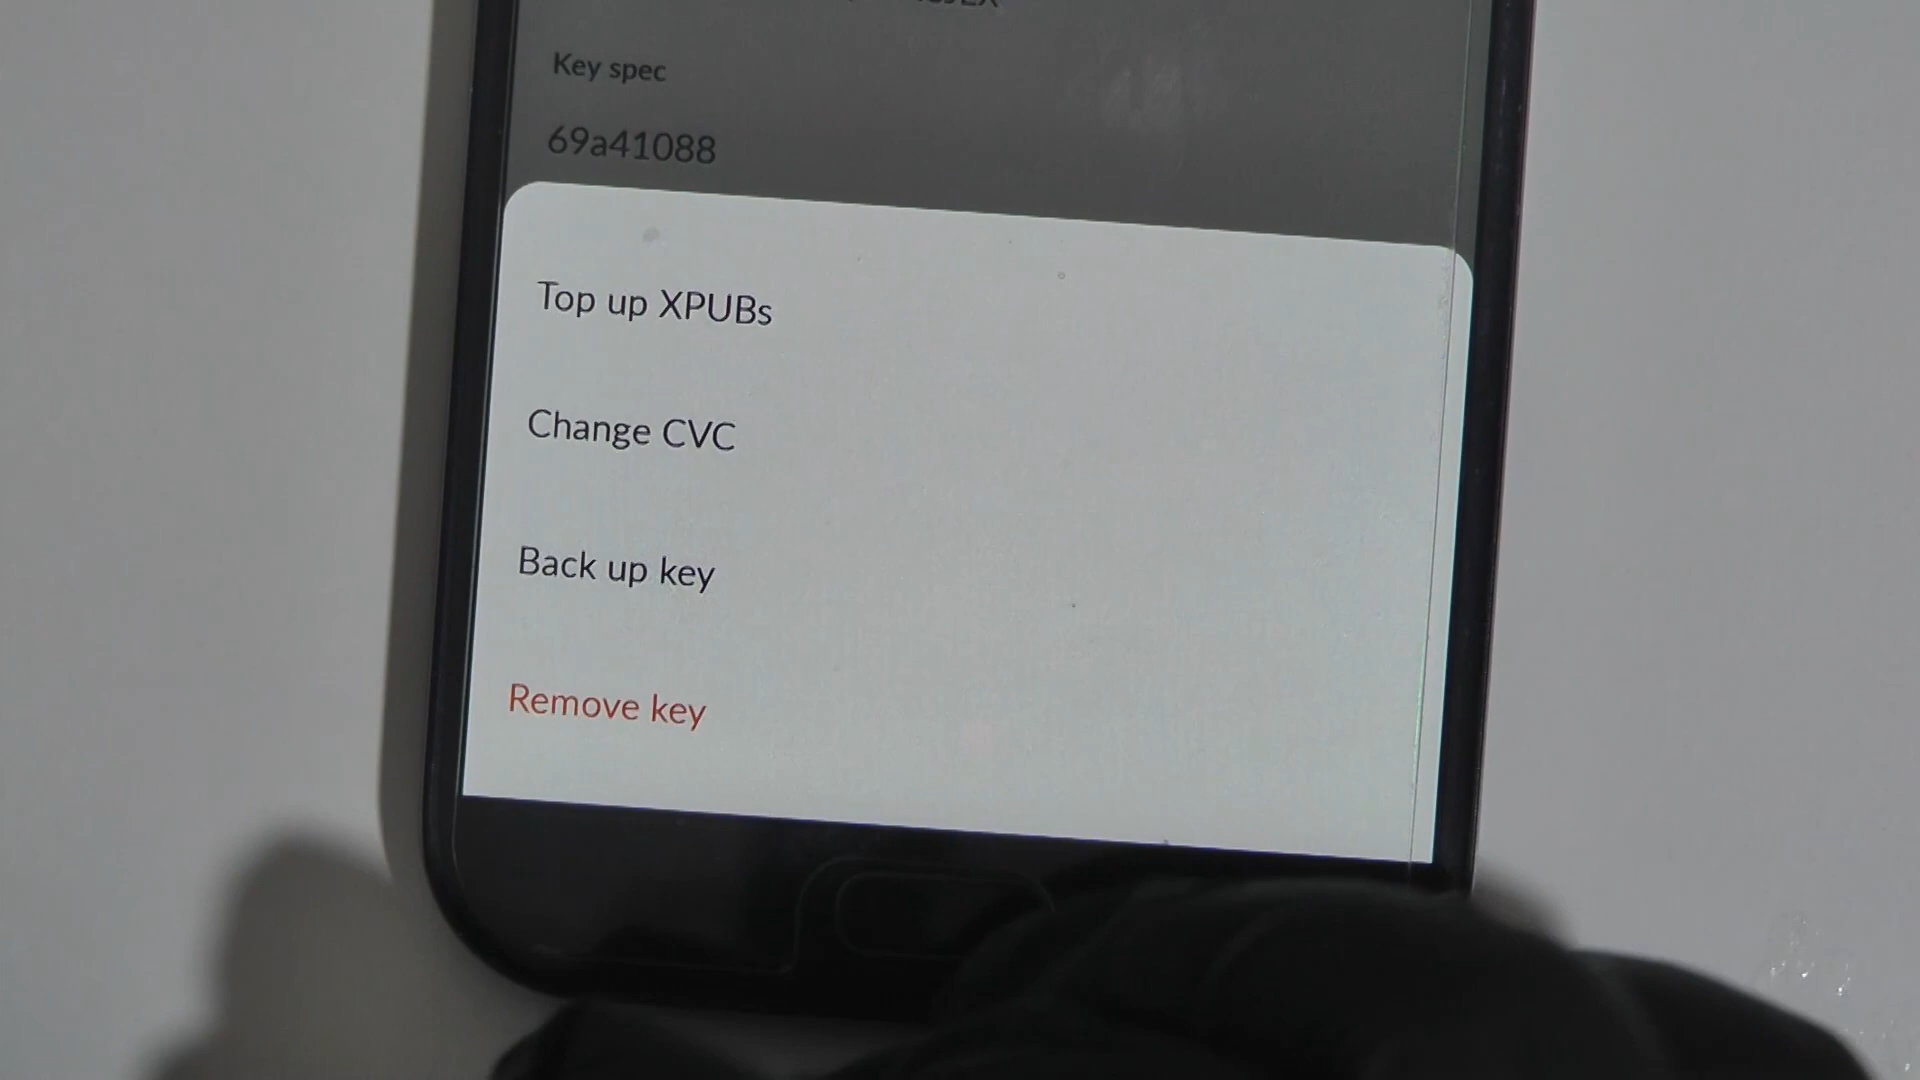 Key spec
69a41088
Top up XPUBs
Change CVC
Back up key
Remove key